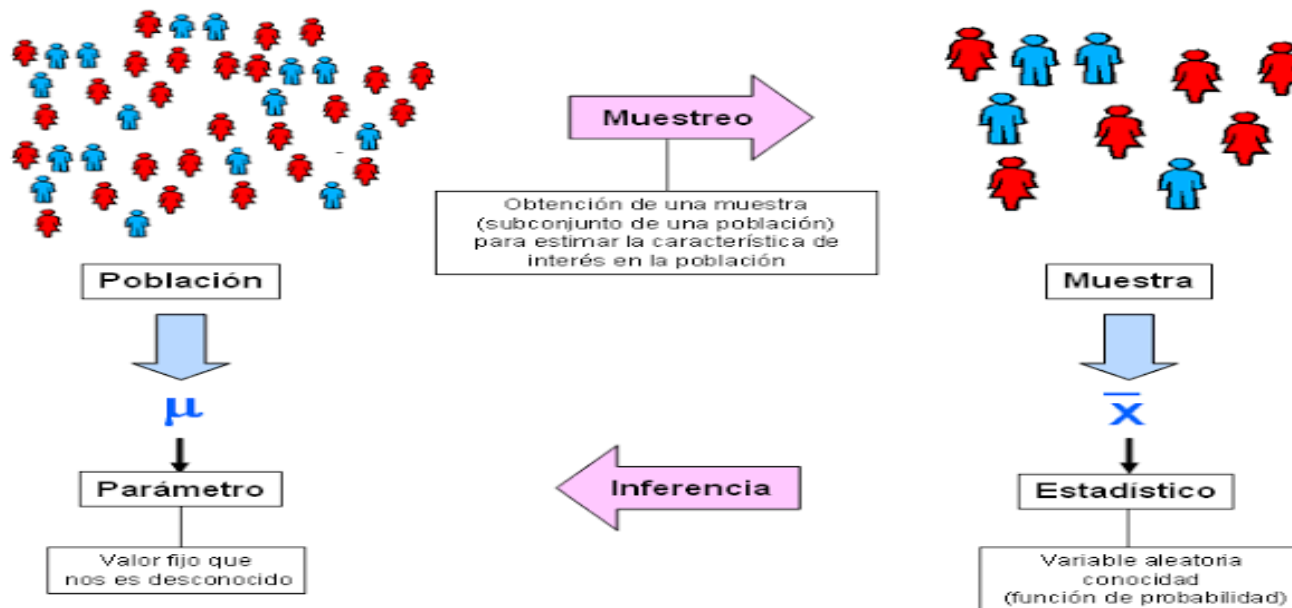 Muestreo
Obtención de una muestra
(subconjunto de una población)
para estimar la característica de
interés en la población
Población
Muestra
μ
x̄
Parámetro
Inferencia
Estadístico
Valor fijo que
nos es desconocido
Variable aleatoria
conocidad
(función de probabilidad)